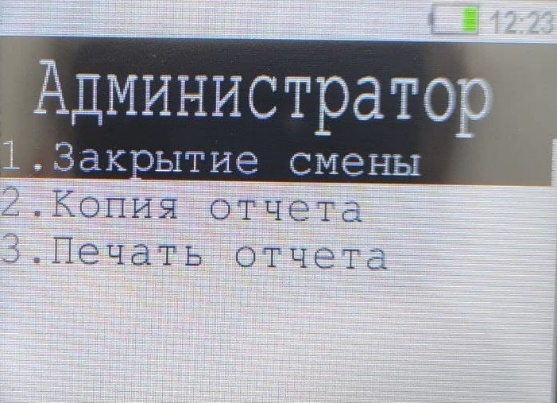 12:23
Администратор
1.Закрытие смены
2.Копия отчета
3.Печать отчета